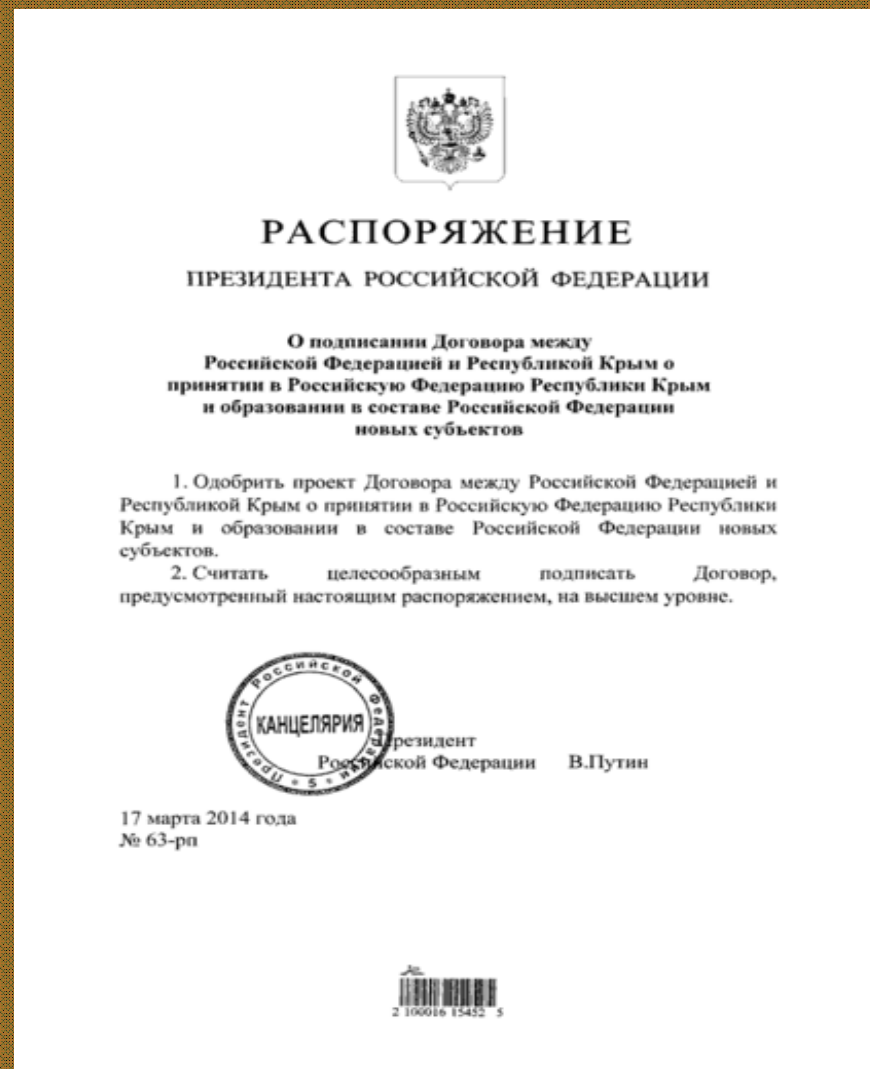 РАСПОРЯЖЕНИЕ
ПРЕЗИДЕНТА РОССИЙСКОЙ ФЕДЕРАЦИИ
О подписании Договора между
Российской Федерацией и Республикой Крым о
принятии в Российскую Федерацию Республики Крым
и образовании в составе Российской Федерации
новых субъектов
1. Одобрить проект Договора между Российской Федерацией и
Республикой Крым о принятии в Российскую Федерацию Республики
Крым и образовании в составе Российской Федерации новых
субъектов.
2. Считать целесообразным подписать Договор,
предусмотренный настоящим распоряжением, на высшем уровне.
Президент Российской Федерации
КАНЦЕЛЯРИЯ
5
Президент
Российской Федерации В.Путин
17 марта 2014 года
№ 63-рп
2 100016 15452 5